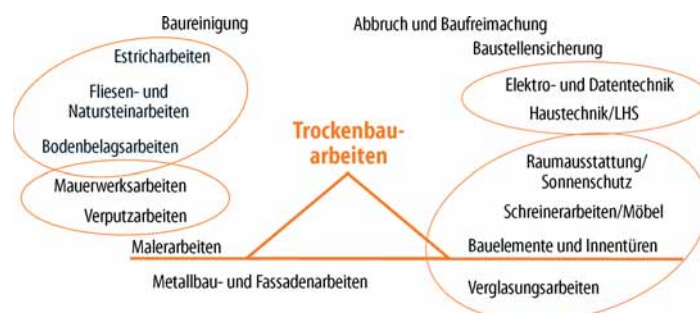 Baureinigung
Abbruch und Baufreimachung
Baustellensicherung
Estricharbeiten
Fliesen- und
Natursteinarbeiten
Bodenbelagsarbeiten
Mauerwerksarbeiten
Verputzarbeiten
Malerarbeiten
Trockenbau-
arbeiten
Elektro- und Datentechnik
Haustechnik/LHS
Raumausstattung/
Sonnenschutz
Schreinerarbeiten/Möbel
Bauelemente und Innentüren
Metallbau- und Fassadenarbeiten
Verglasungsarbeiten